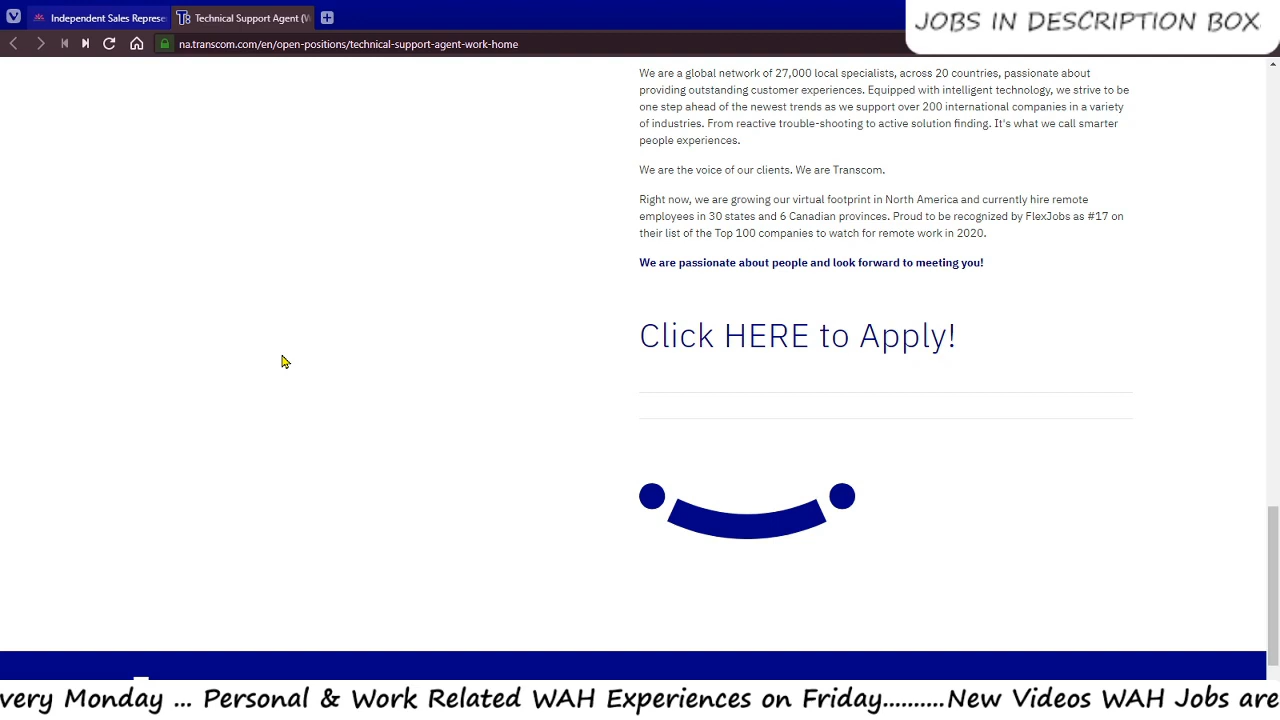 Independent Sales Represe
Technical Support Agent (W
JOBS IN DESCRIPTION BOX
na.transcom.com/en/open-positions/technical-support-agent-work-home
We are a global network of 27,000 local specialists, across 20 countries, passionate about
providing outstanding customer experiences. Equipped with intelligent technology, we strive to be
one step ahead of the newest trends as we support over 200 international companies in a variety
of industries. From reactive trouble-shooting to active solution finding. It's what we call smarter
people experiences.
We are the voice of our clients. We are Transcom.
Right now, we are growing our virtual footprint in North America and currently hire remote
employees in 30 states and 6 Canadian provinces. Proud to be recognized by FlexJobs as #17 on
their list of the Top 100 companies to watch for remote work in 2020.
We are passionate about people and look forward to meeting you!
Click HERE to Apply!
very Monday ... Personal & Work Related WAH Experiences on Friday..........New Videos WAH Jobs are